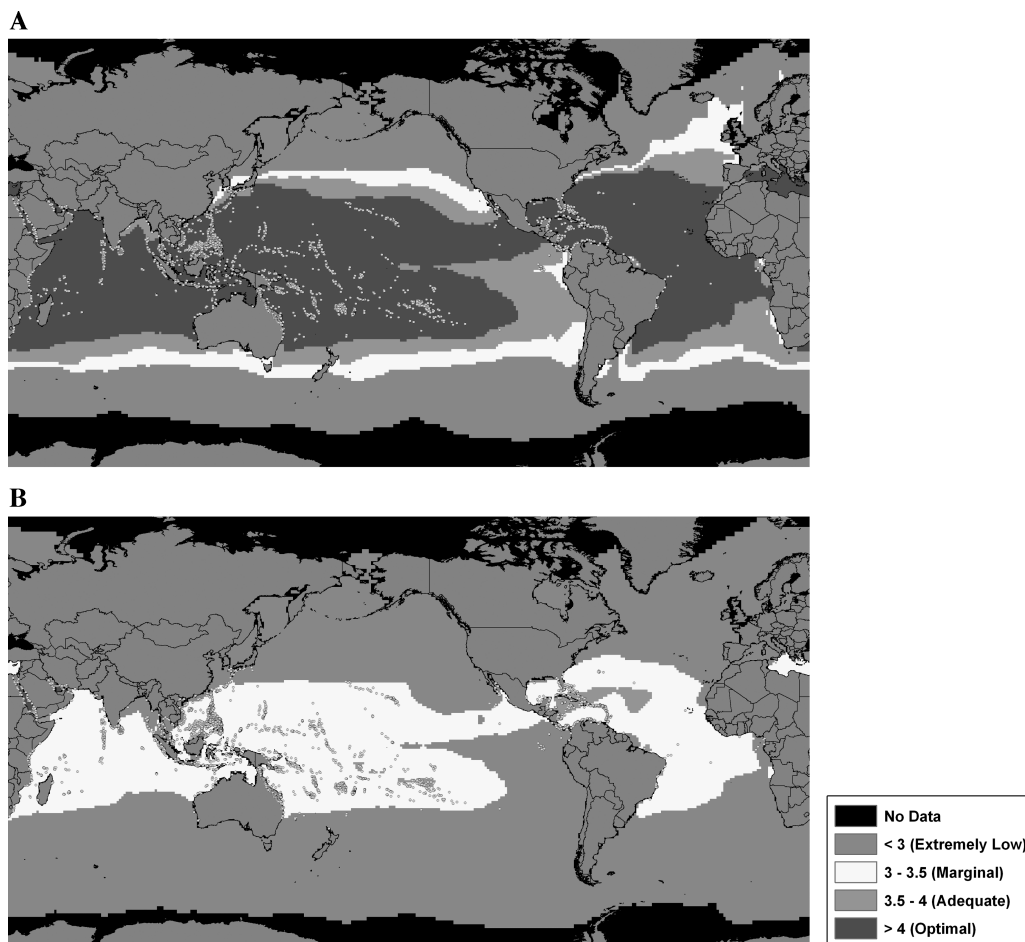 A
B
No Data
< 3 (Extremely Low)
3 - 3.5 (Marginal)
3.5 - 4 (Adequate)
> 4 (Optimal)